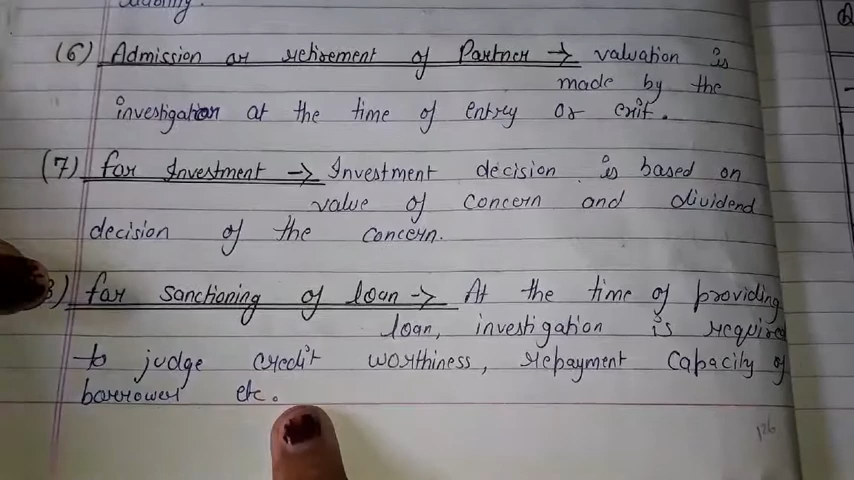 (6) Admission or retirement of Partner → valuation is
made by the
investigation at the time of entry or exit.
(7) for Investment → Investment decision is based on
value of concern and dividend
decision of the concern.
8) for Sanctioning of loan → At the time of providing
loan, investigation is required
to judge credit worthiness, repayment capacity of
borrower etc.
126